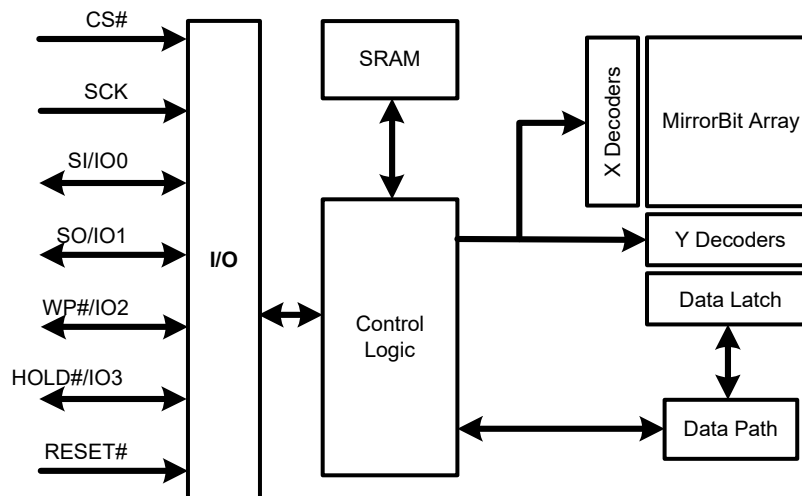 CS#
SCK
SI/IO0
SO/IO1
WP#/IO2
HOLD#/IO3
RESET#
I/O
SRAM
Control
Logic
X Decoders
MirrorBit Array
Y Decoders
Data Latch
Data Path